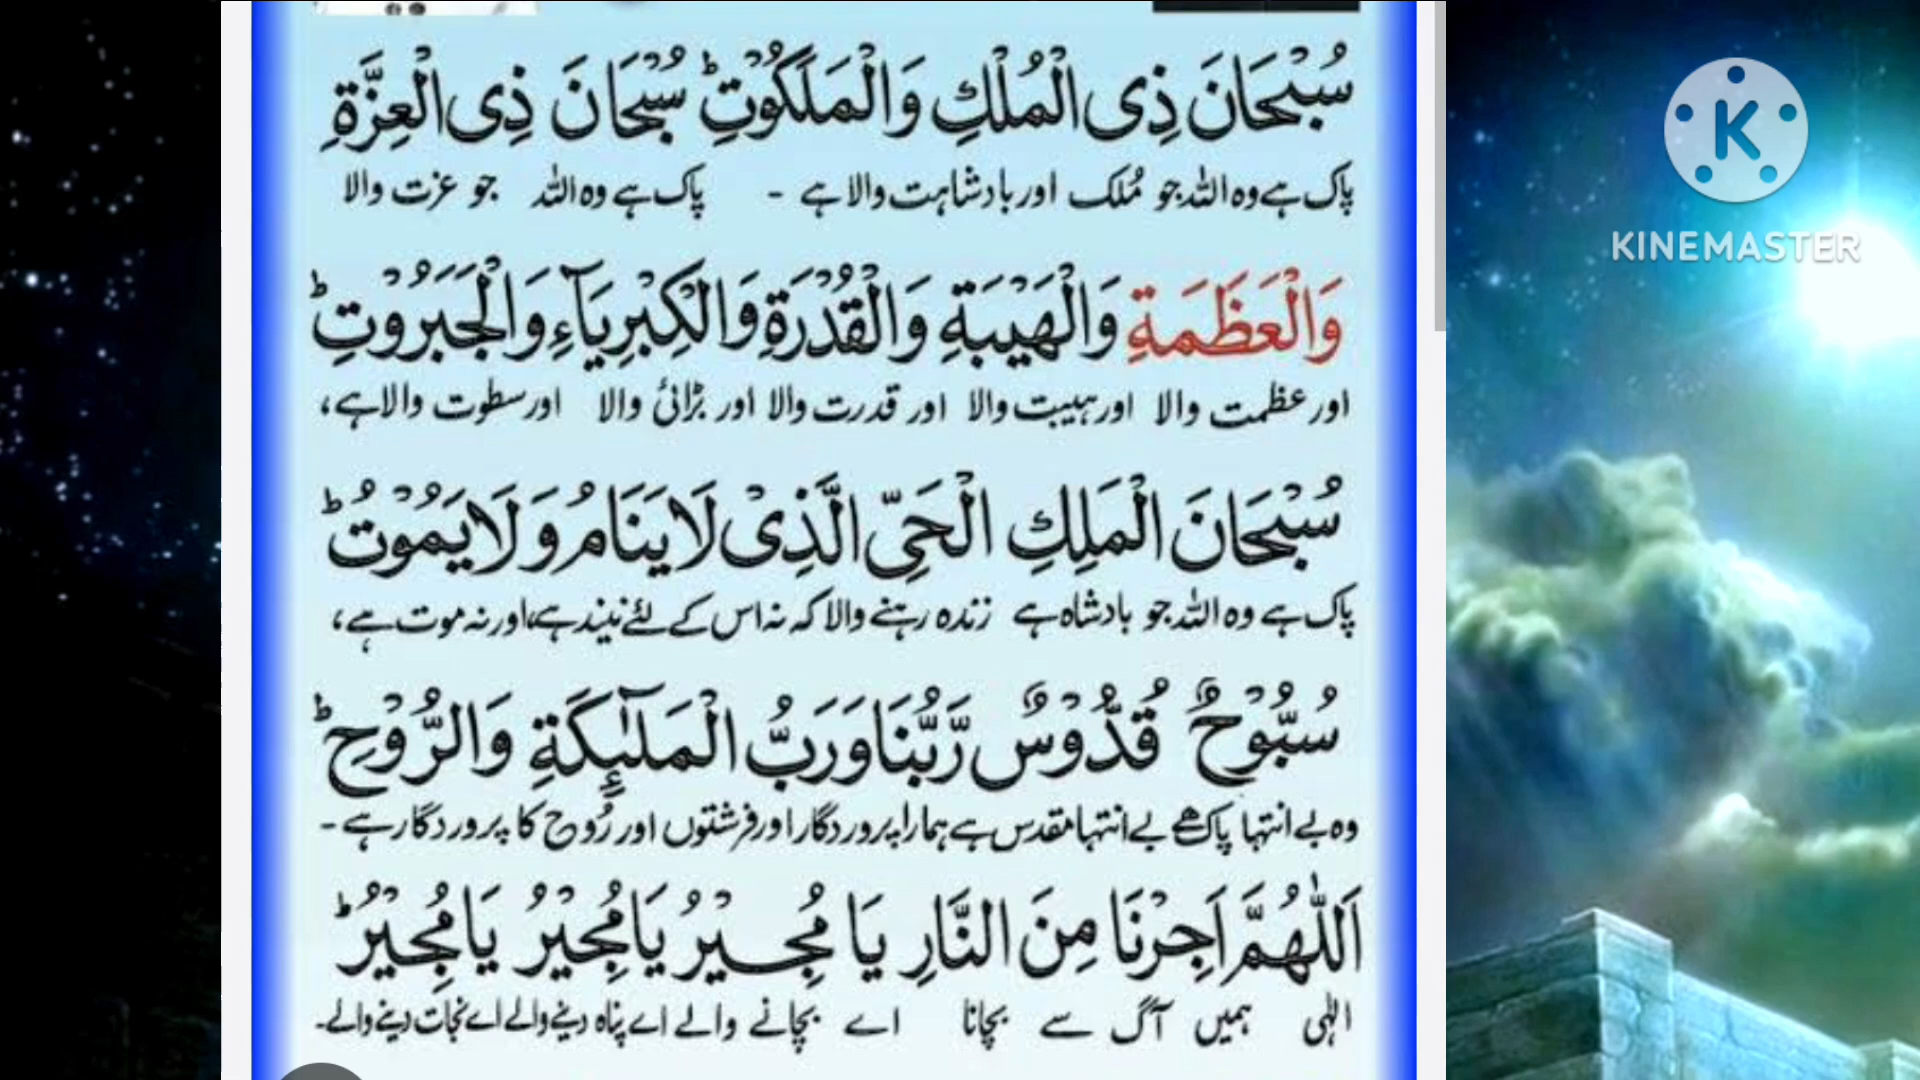 سُبْحَانَ ذِی الْمُلْكِ وَالْمَلَكُوْتِؕ سُبْحَانَ ذِی الْعِزَّةِ
پاک ہے وہ اللہ جو مُلک اور بادشاہت والا ہے ۔ پاک ہے وہ اللہ جو عزت والا
وَالْعَظَمَةِ وَالْهَيْبَةِ وَالْقُدْرَةِ وَالْكِبْرِيَآءِ وَالْجَبَرُوْتِؕ
اور عظمت والا اور ہیبت والا اور قدرت والا اور بڑائی والا اور سطوت والا ہے،
سُبْحَانَ الْمَلِكِ الْحَیِّ الَّذِیْ لَا يَنَامُ وَلَا يَمُوْتُؕ
پاک ہے وہ اللہ جو بادشاہ ہے زندہ رہنے والا کہ نہ اس کے لئے نیند ہے، اور نہ موت ہے،
سُبُّوْحٌ قُدُّوْسٌ رَّبُّنَا وَرَبُّ الْمَلٰٓئِكَةِ وَالرُّوْحِؕ
وہ بے انتہا پاک ہے بے انتہا مقدس ہے ہمارا پروردگار اور فرشتوں اور رُوح کا پروردگار ہے ۔
اَللّٰهُمَّ اَجِرْنَا مِنَ النَّارِ يَا مُجِيْرُ يَا مُجِيْرُ يَا مُجِيْرُؕ
الٰہی ہمیں آگ سے بچانا اے بچانے والے اے پناہ دینے والے اے نجات دینے والے۔
K
KINEMASTER